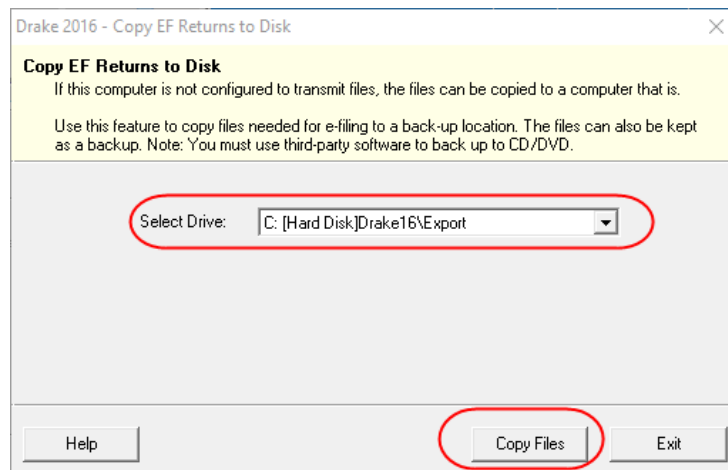 Drake 2016 - Copy EF Returns to Disk
Copy EF Returns to Disk
If this computer is not configured to transmit files, the files can be copied to a computer that is.
Use this feature to copy files needed for e-filing to a back-up location. The files can also be kept
as a backup. Note: You must use third-party software to back up to CD/DVD.
Select Drive: C: [Hard Disk]Drake16\Export
Help Copy Files Exit